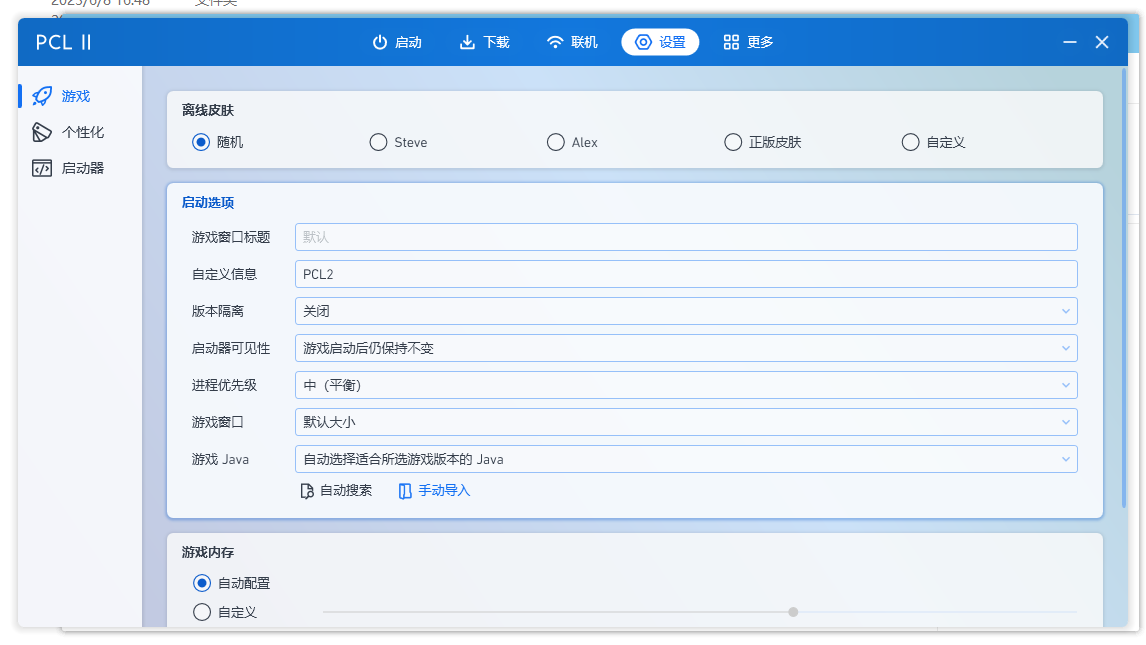 文件夹
PCL II
启动
下载
联机
设置
更多
游戏
个性化
启动器
离线皮肤
随机
Steve
Alex
正版皮肤
自定义
启动选项
游戏窗口标题
默认
自定义信息
PCL2
版本隔离
关闭
启动器可见性
游戏启动后仍保持不变
进程优先级
中（平衡）
游戏窗口
默认大小
游戏 Java
自动选择适合所选游戏版本的 Java
自动搜索
手动导入
游戏内存
自动配置
自定义